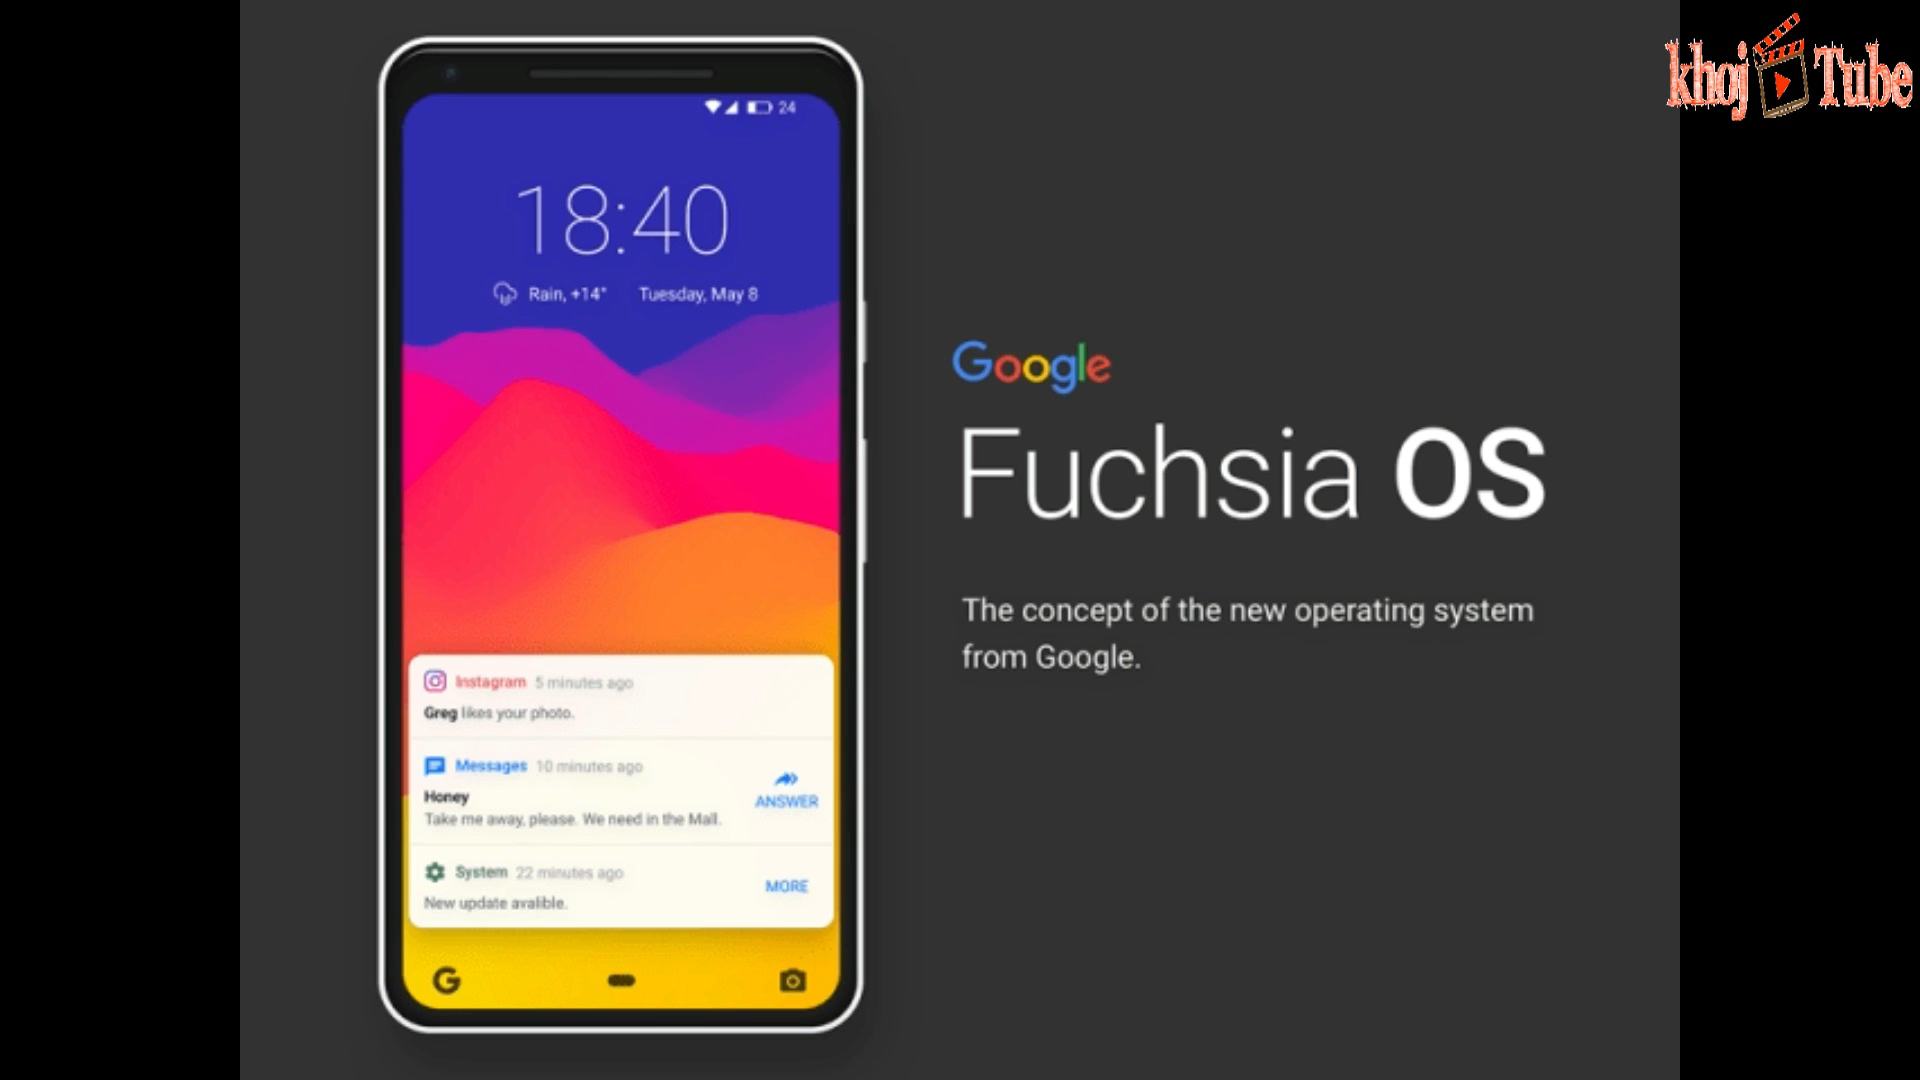 khoj Tube
24
18:40
Rain, +14° Tuesday, May 8
Instagram 5 minutes ago
Greg likes your photo.
Messages 10 minutes ago
Honey
Take me away, please. We need in the Mall.
ANSWER
System 22 minutes ago
New update avalible.
MORE
G
Google
Fuchsia OS
The concept of the new operating system
from Google.